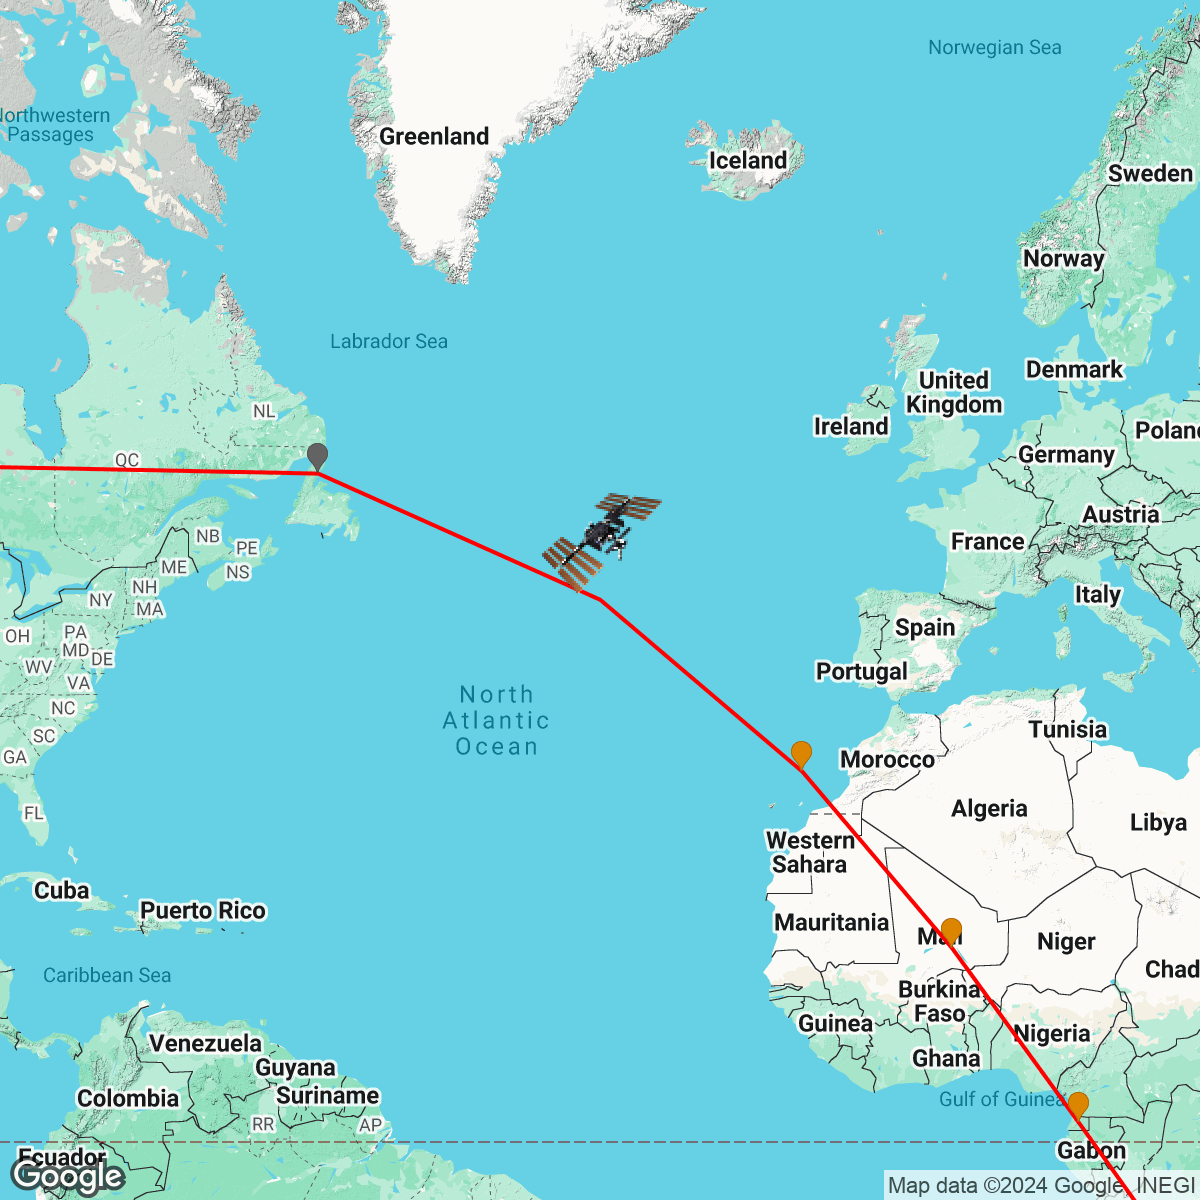 Norwegian Sea
Northwestern
Passages
Greenland
Iceland
Sweden
Norway
Labrador Sea
Denmark
United
Kingdom
NL
Ireland
Poland
QC
Germany
Austria
NB
PE
France
ME
NS
NH
NY
MA
Italy
OH
PA
Spain
MD
DE
WV
Portugal
VA
North
Atlantic
Ocean
NC
SC
Tunisia
GA
Morocco
FL
Algeria
Libya
Western
Sahara
Cuba
Puerto Rico
Mauritania
Mali
Niger
Caribbean Sea
Chad
Burkina
Faso
Guinea
Nigeria
Venezuela
Ghana
Guyana
Colombia
Suriname
Gulf of Guinea
RR
AP
Gabon
Ecuador
Google
Map data ©2024 Google, INEGI